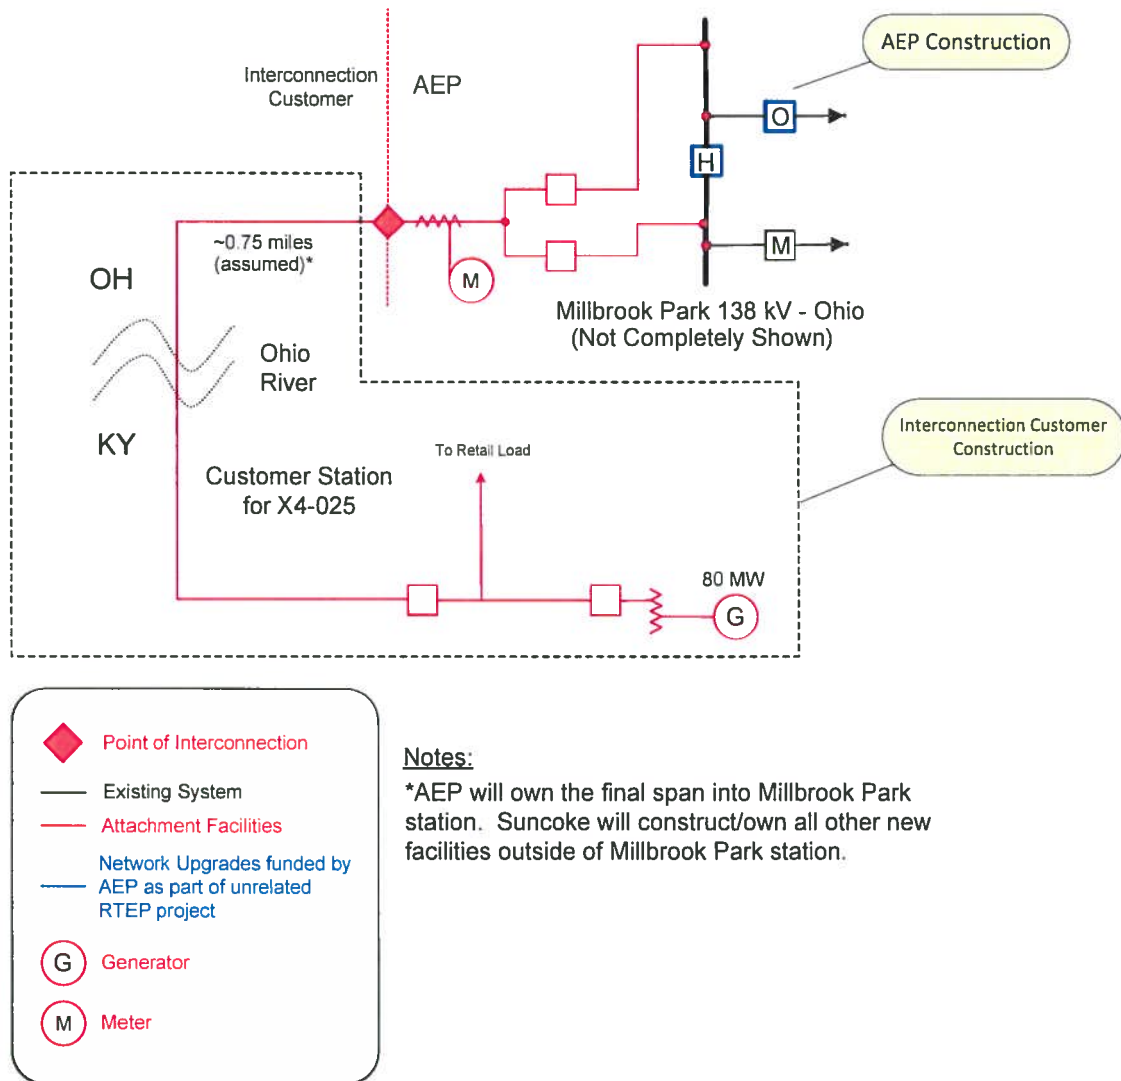 AEP Construction
Interconnection
Customer
AEP
O
H
M
~0.75 miles
(assumed)*
M
OH
Millbrook Park 138 kV - Ohio
(Not Completely Shown)
Ohio
River
KY
Interconnection Customer
Construction
To Retail Load
Customer Station
for X4-025
80 MW
G
Point of Interconnection
Existing System
Attachment Facilities
Network Upgrades funded by
AEP as part of unrelated
RTEP project
G
Generator
M
Meter
Notes:
*AEP will own the final span into Millbrook Park
station. Suncoke will construct/own all other new
facilities outside of Millbrook Park station.